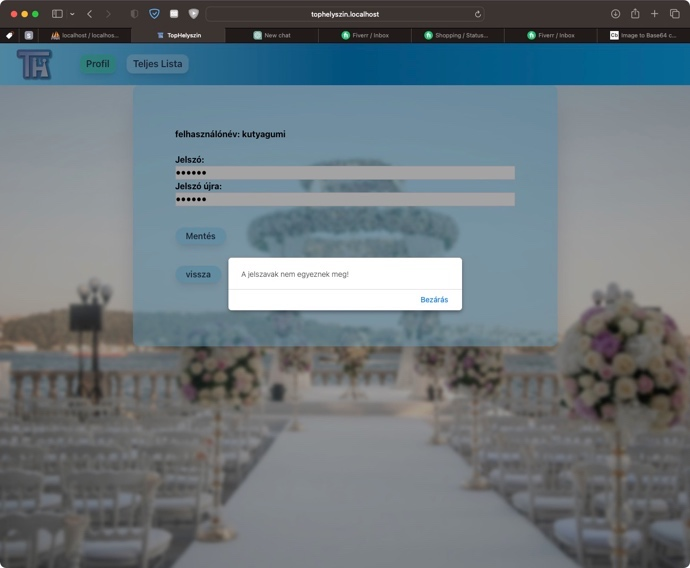 tophelyszin.localhost
localhost / localhos...
TopHelyszin
New chat
Fiverr / Inbox
Shopping / Status...
Fiverr / Inbox
Image to Base64 c...
TH
Profil
Teljes Lista
felhasználónév: kutyagumi
Jelszó:
Jelszó újra:
Mentés
vissza
A jelszavak nem egyeznek meg!
Bezárás